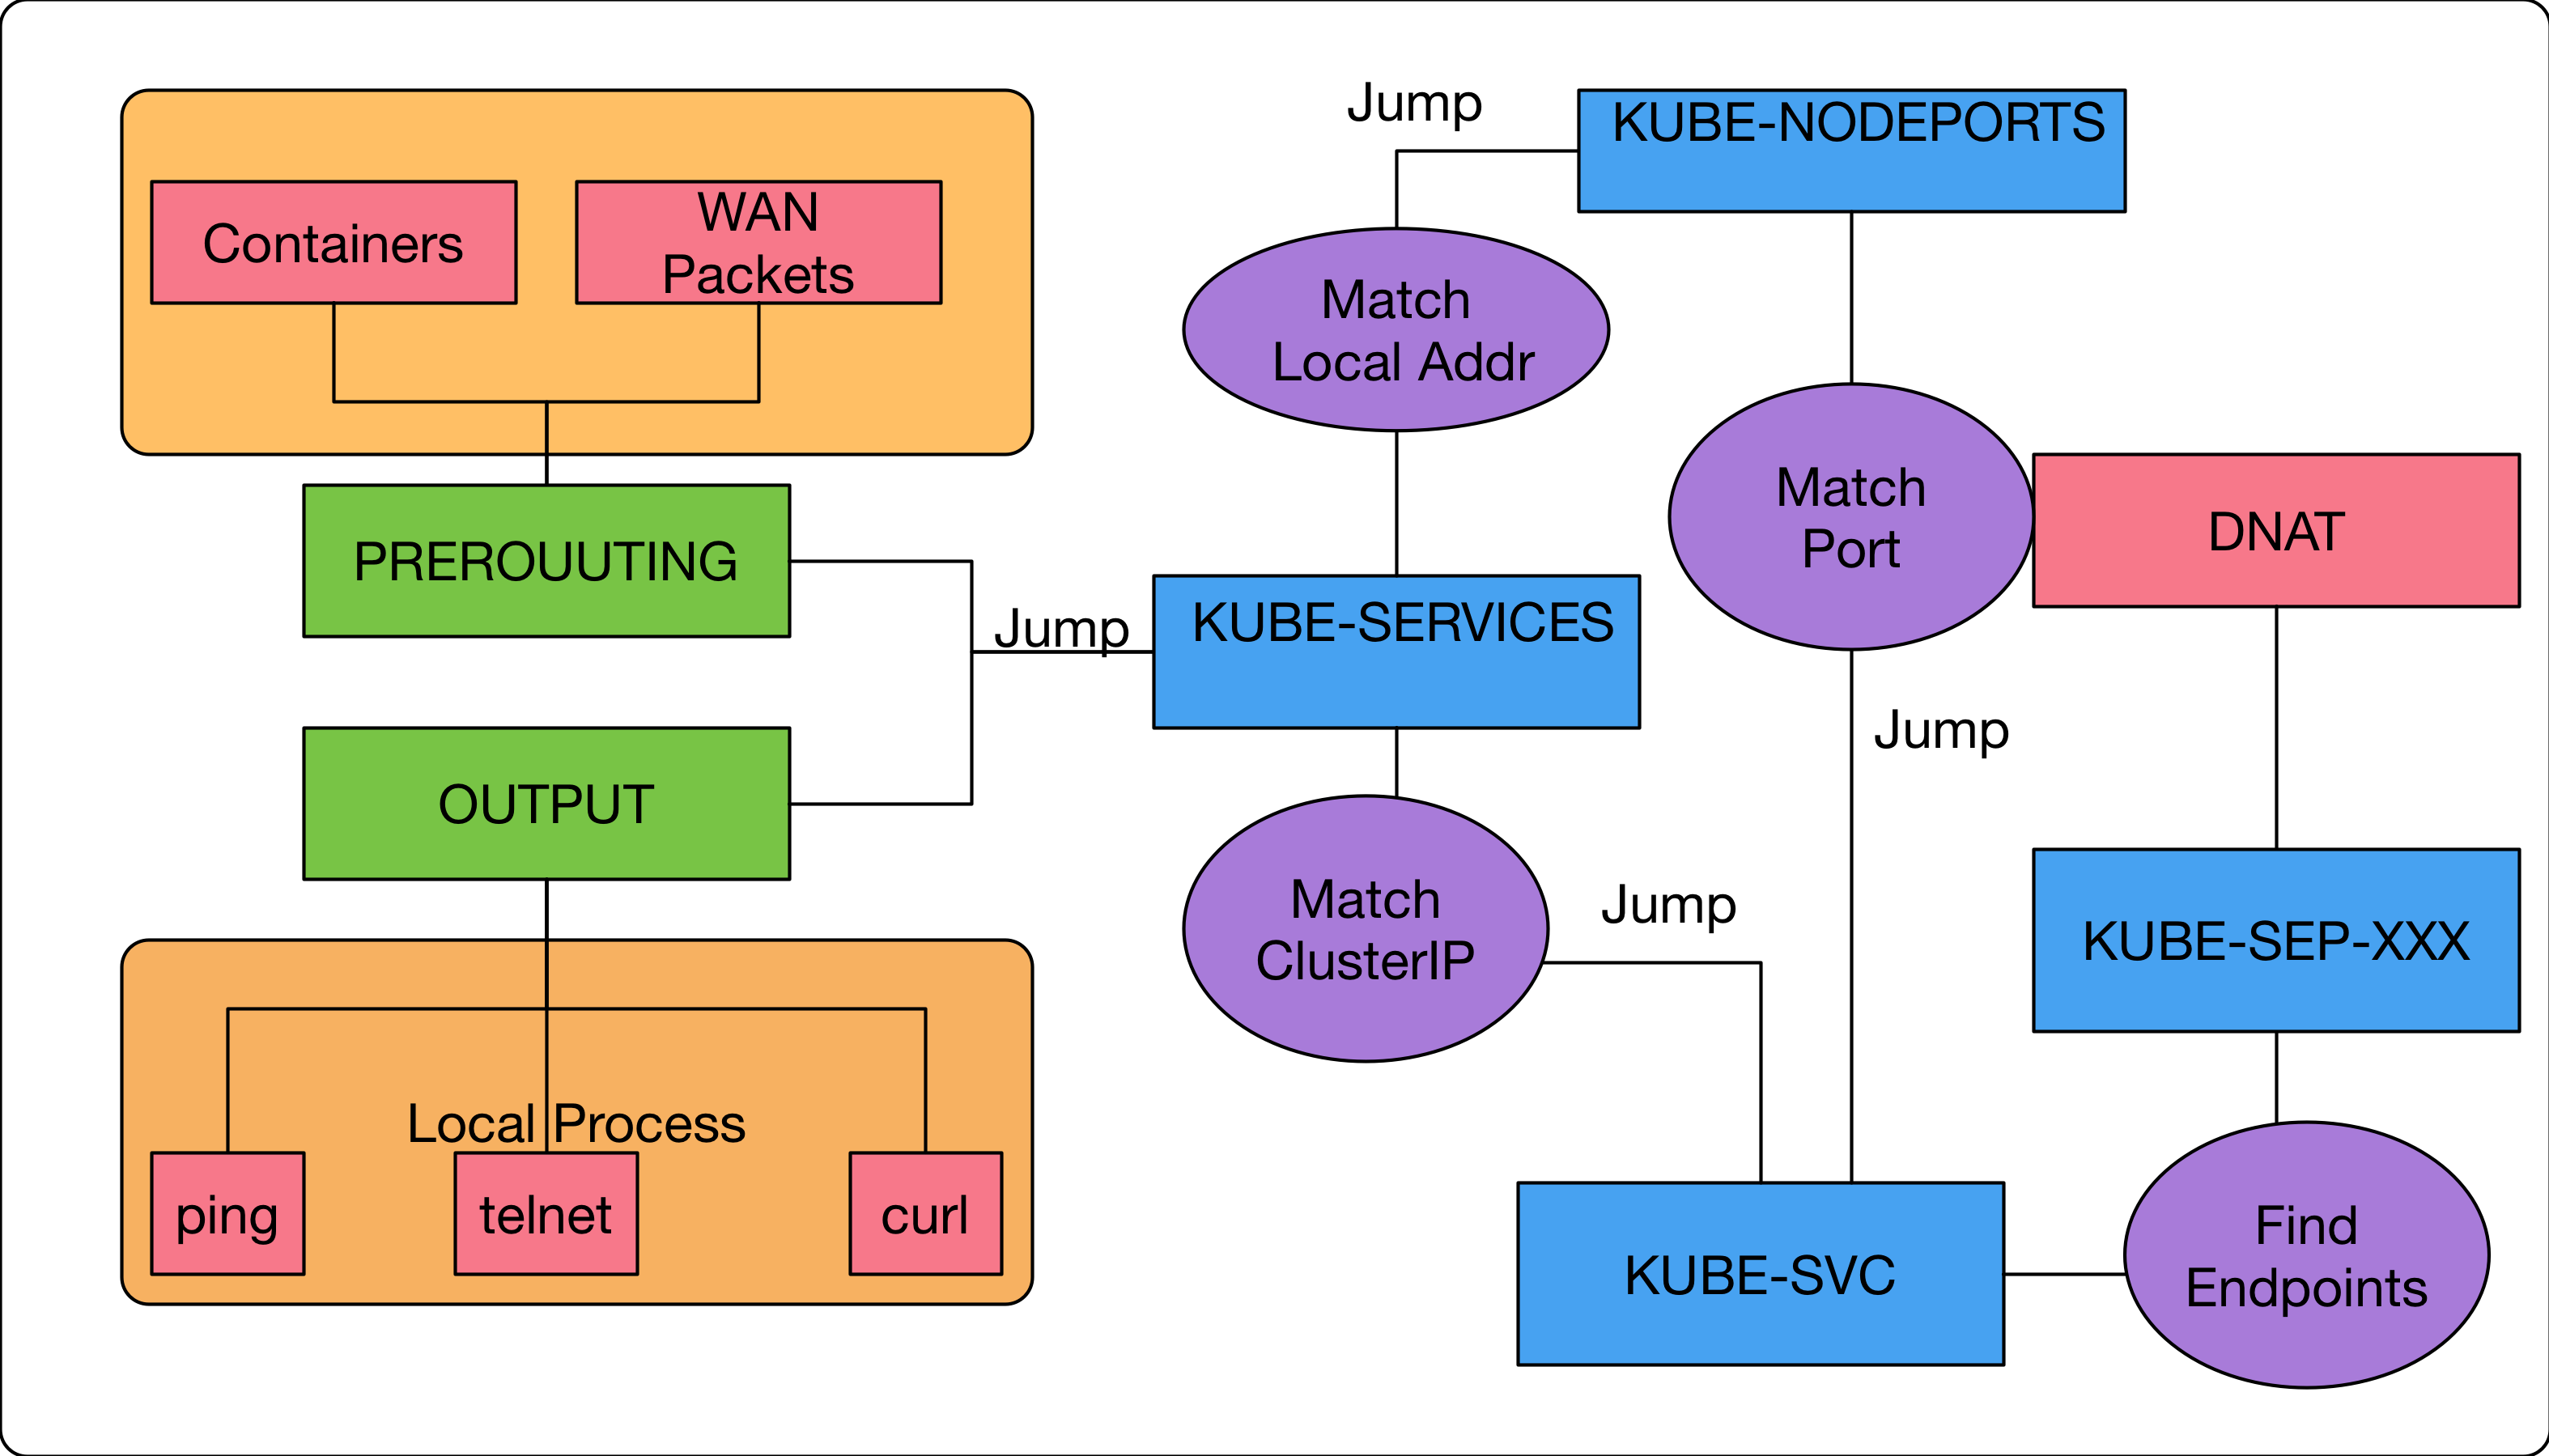 Containers
WAN
Packets
PREROUUTING
OUTPUT
Local Process
ping
telnet
curl
Jump
KUBE-SERVICES
Match
Local Addr
Jump
KUBE-NODEPORTS
Match
Port
DNAT
Jump
Match
ClusterIP
Jump
KUBE-SVC
KUBE-SEP-XXX
Find
Endpoints